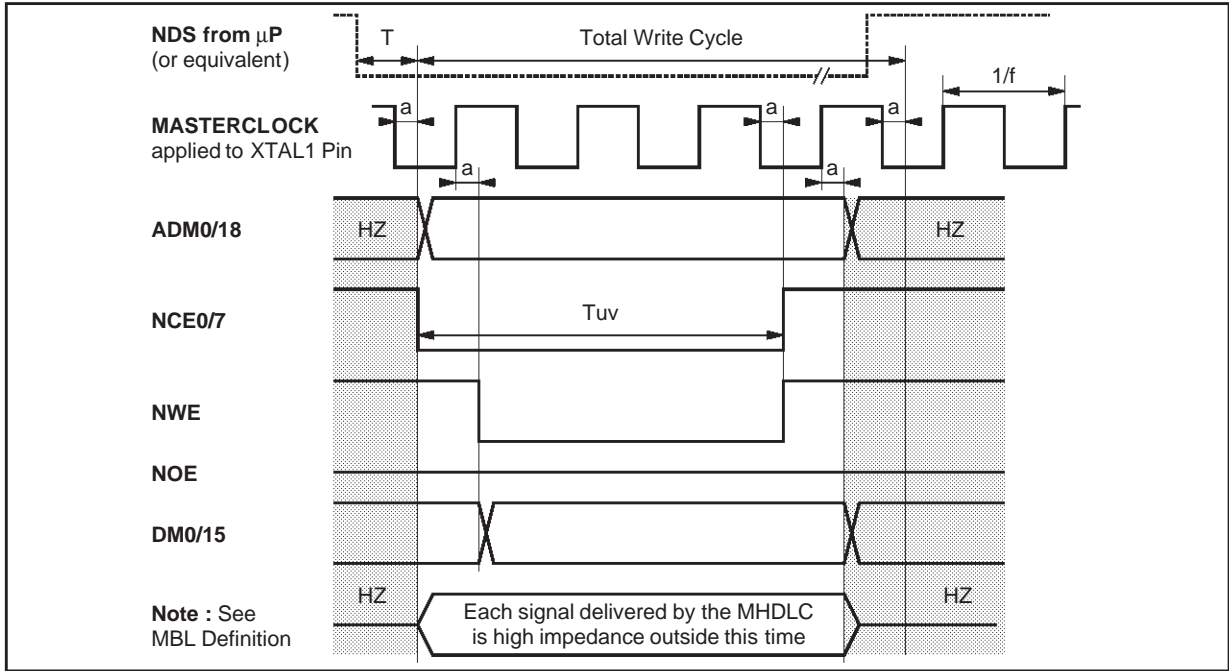 NDS from µP
(or equivalent)
T
Total Write Cycle
1/f
MASTERCLOCK
applied to XTAL1 Pin
a
a
a
a
a
ADM0/18
HZ
HZ
NCE0/7
Tuv
NWE
NOE
DM0/15
HZ
HZ
Note : See
MBL Definition
Each signal delivered by the MHDLC
is high impedance outside this time